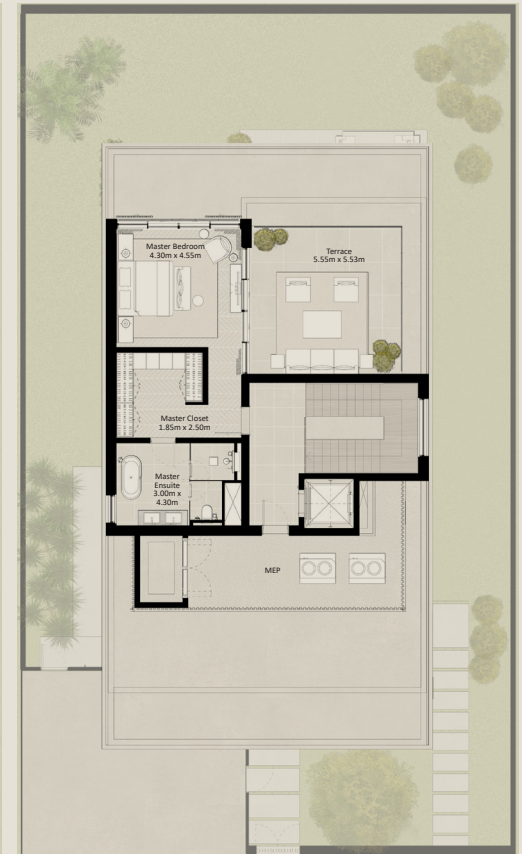 Master Bedroom
4.30m x 4.55m
Terrace
5.55m x 5.53m
Master Closet
1.85m x 2.50m
Master
Ensuite
3.00m x
4.30m
MEP